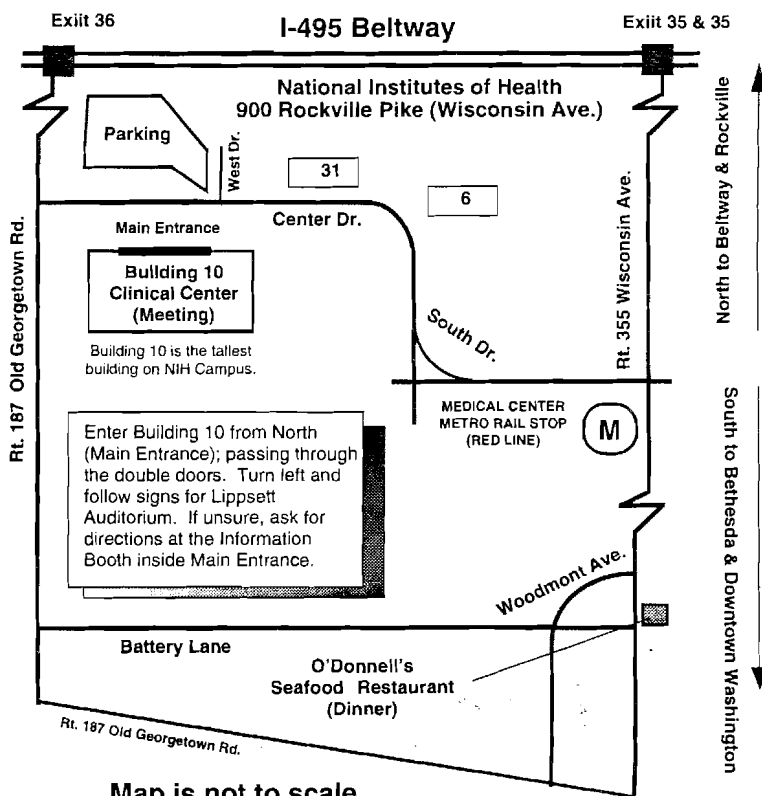 Exiit 36
I-495 Beltway
Exiit 35 & 35
National Institutes of Health
900 Rockville Pike (Wisconsin Ave.)
Parking
West Dr.
31
6
Center Dr.
Main Entrance
Building 10
Clinical Center
(Meeting)
Building 10 is the tallest
building on NIH Campus.
South Dr.
Rt. 187 Old Georgetown Rd.
Rt. 355 Wisconsin Ave.
North to Beltway & Rockville
MEDICAL CENTER
METRO RAIL STOP
(RED LINE)
M
Enter Building 10 from North
(Main Entrance); passing through
the double doors. Turn left and
follow signs for Lippsett
Auditorium. If unsure, ask for
directions at the Information
Booth inside Main Entrance.
South to Bethesda & Downtown Washington
Woodmont Ave.
Battery Lane
O'Donnell's
Seafood Restaurant
(Dinner)
Rt. 187 Old Georgetown Rd.
Map is not to scale